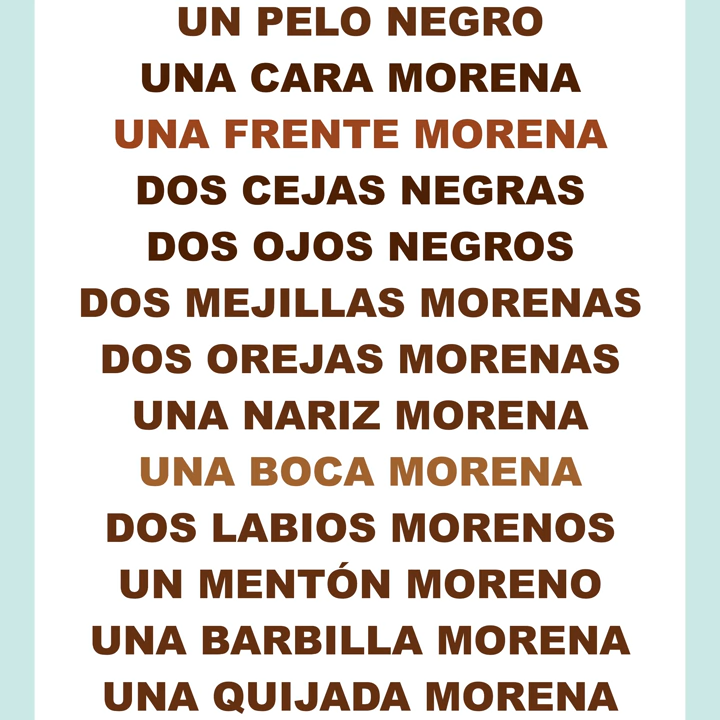 UN PELO NEGRO
UNA CARA MORENA
UNA FRENTE MORENA
DOS CEJAS NEGRAS
DOS OJOS NEGROS
DOS MEJILLAS MORENAS
DOS OREJAS MORENAS
UNA NARIZ MORENA
UNA BOCA MORENA
DOS LABIOS MORENOS
UN MENTÓN MORENO
UNA BARBILLA MORENA
UNA QUIJADA MORENA